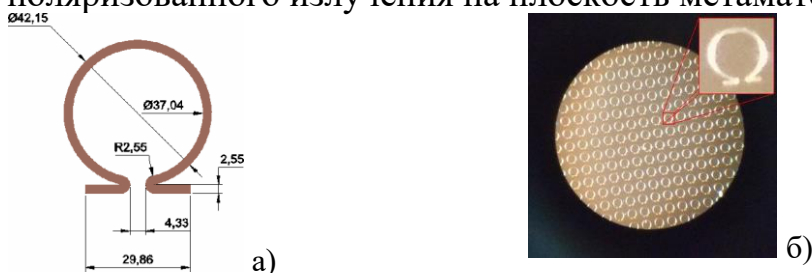 поляризованного излучения на плоскость метамате
Ø42,15
Ø37,04
R2,55
2,55
4,33
29,86
а)
б)